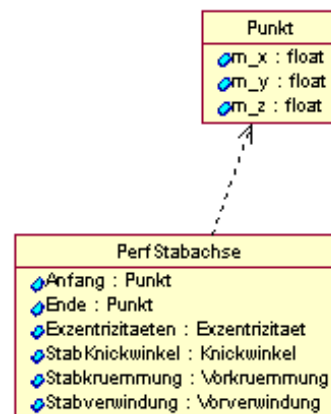 Punkt
m_x : float
m_y : float
m_z : float
PerfStabachse
Anfang : Punkt
Ende : Punkt
Exzentrizitaeten : Exzentrizitaet
StabKnickwinkel : Knickwinkel
Stabkruemmung : Vorkruemmung
Stabverwindung : Vorverwindung